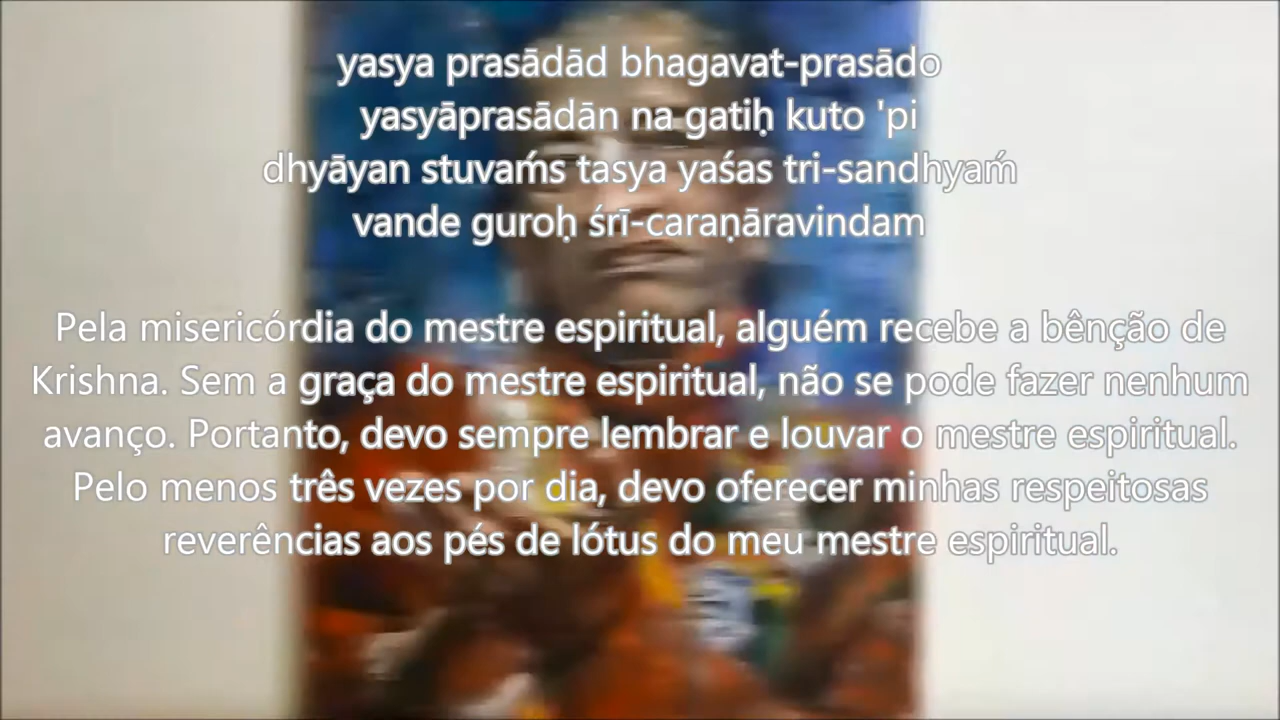 yasya prasādād bhagavat-prasādo
yasyāprasādān na gatiḥ kuto 'pi
dhyāyan stuvaḿs tasya yaśas tri-sandhyaḿ
vande guroḥ śrī-caraṇāravindam
Pela misericórdia do mestre espiritual, alguém recebe a bênção de
Krishna. Sem a graça do mestre espiritual, não se pode fazer nenhum
avanço. Portanto, devo sempre lembrar e louvar o mestre espiritual.
Pelo menos três vezes por dia, devo oferecer minhas respeitosas
reverências aos pés de lótus do meu mestre espiritual.